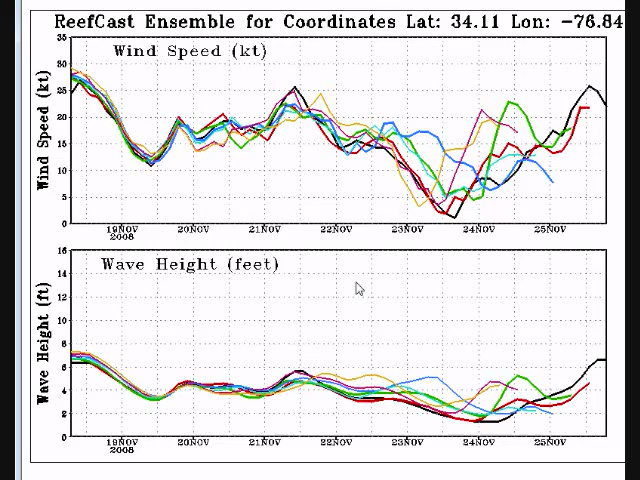 ReefCast Ensemble for Coordinates Lat: 34.11 Lon: -76.84
Wind Speed (kt)
Wind Speed (kt)
35
30
25
20
15
10
5
0
19NOV 20NOV 21NOV 22NOV 23NOV 24NOV 25NOV
2008
Wave Height (feet)
Wave Height (ft)
16
14
12
10
8
6
4
2
0
19NOV 20NOV 21NOV 22NOV 23NOV 24NOV 25NOV
2008